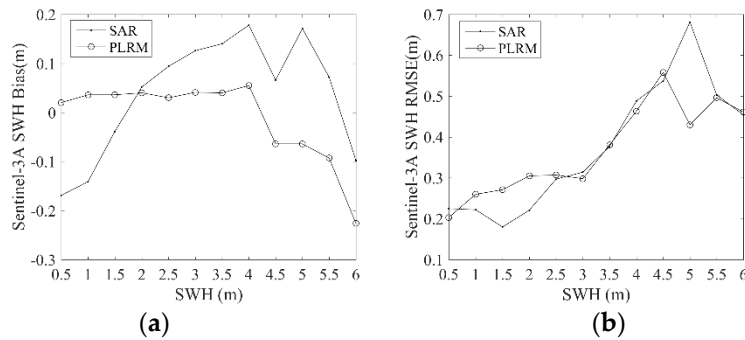 0.2
0.1
0
-0.1
-0.2
-0.3
Sentinel-3A SWH Bias(m)
SAR
PLRM
0.5 1 1.5 2 2.5 3 3.5 4 4.5 5 5.5 6
SWH (m)
(a)
0.7
0.6
0.5
0.4
0.3
0.2
0.1
Sentinel-3A SWH RMSE(m)
SAR
PLRM
0.5 1 1.5 2 2.5 3 3.5 4 4.5 5 5.5 6
SWH (m)
(b)